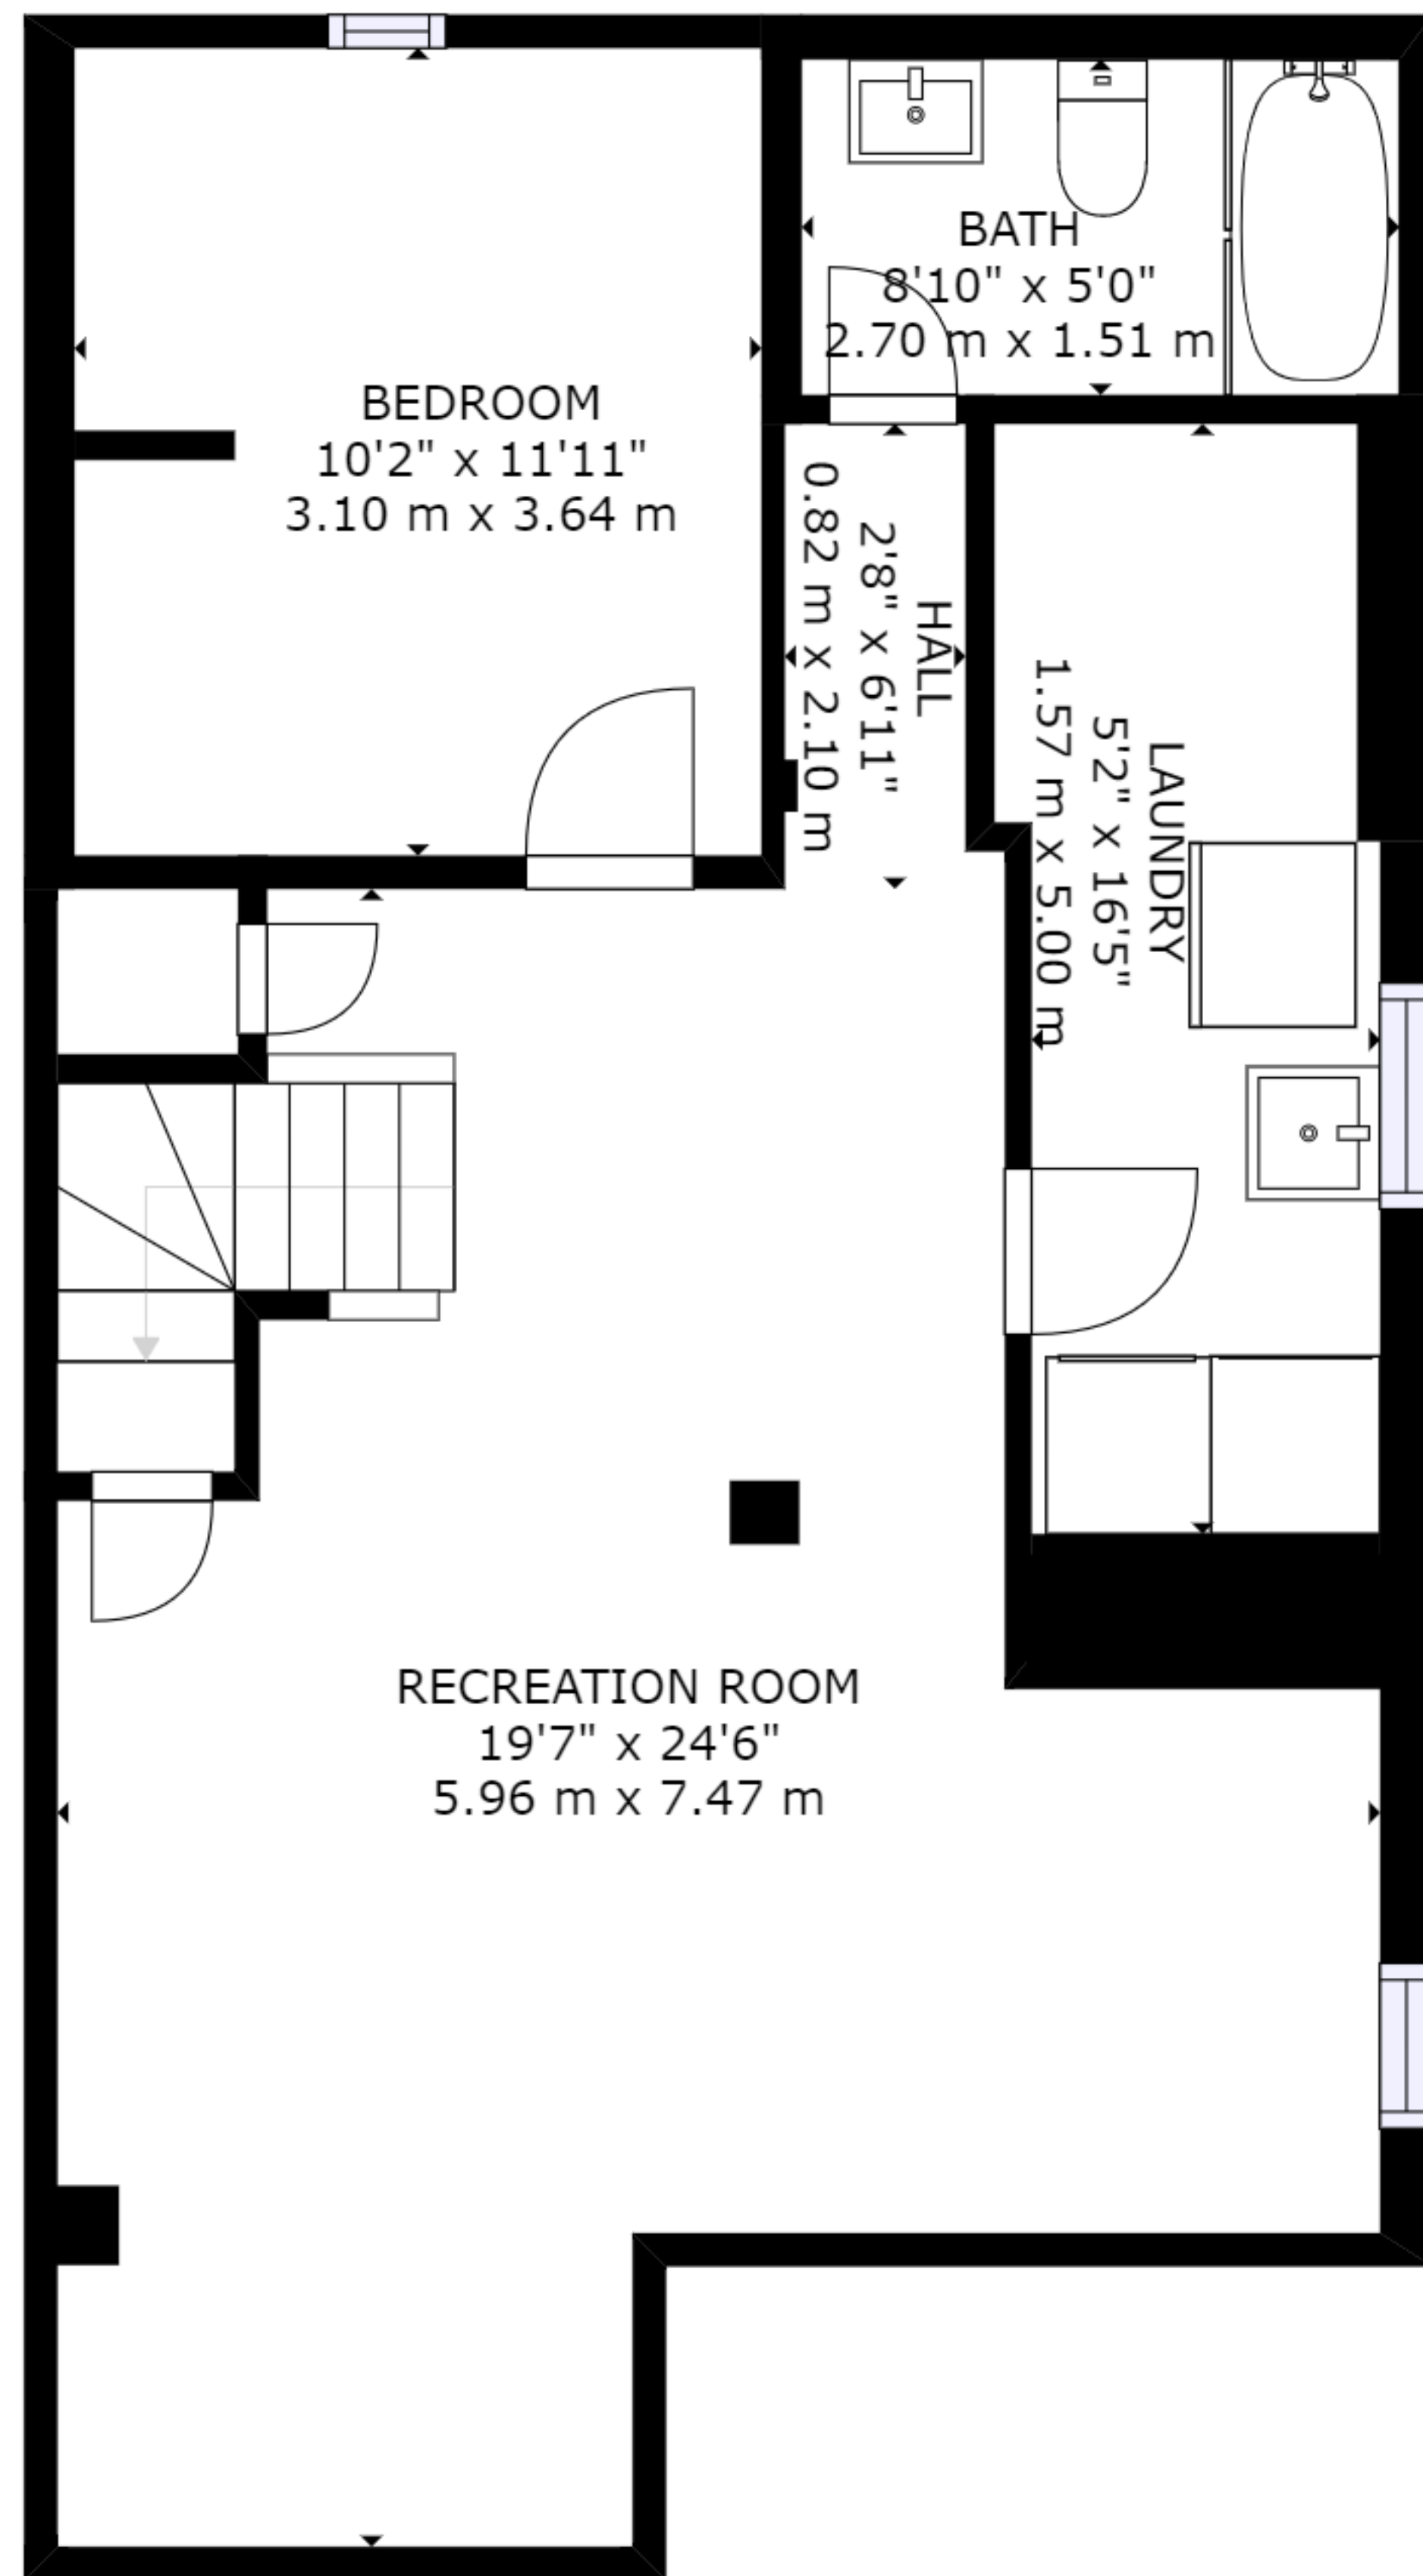 BATH
8'10" x 5'0"
2.70 m x 1.51 m
BEDROOM
10'2" x 11'11"
3.10 m x 3.64 m
HALL
2'8" x 6'11"
0.82 m x 2.10 m
LAUNDRY
5'2" x 16'5"
1.57 m x 5.00 m
RECREATION ROOM
19'7" x 24'6"
5.96 m x 7.47 m